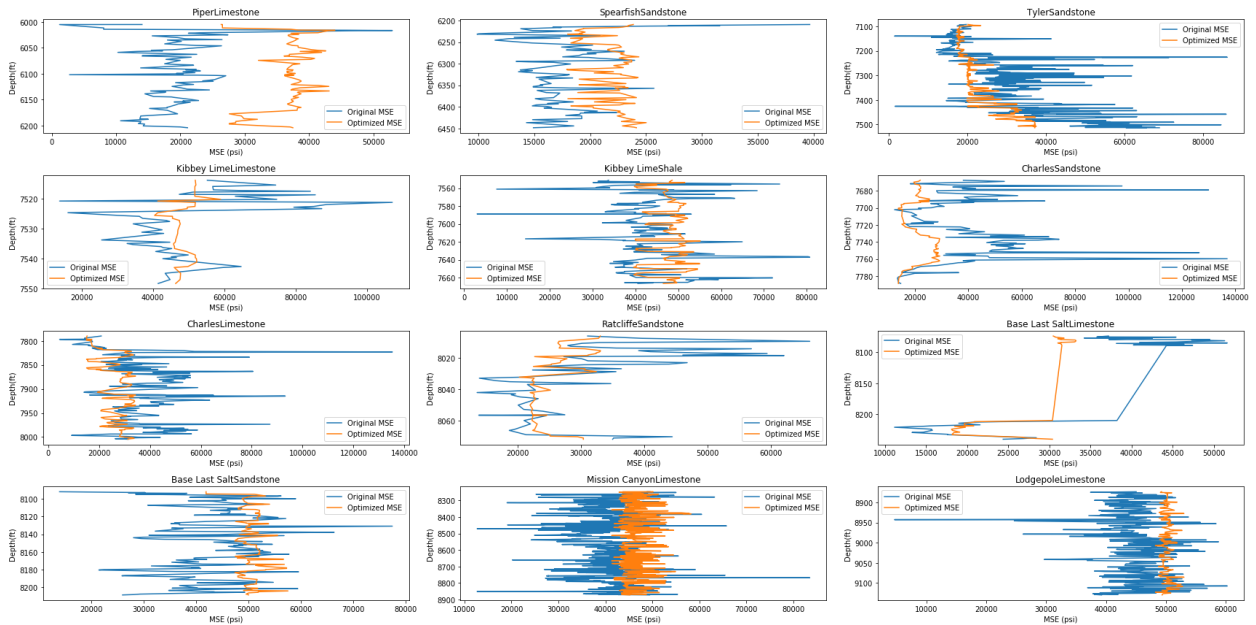 PiperLimestone
Depth(ft)
6000
6050
6100
6150
6200
0 10000 20000 30000 40000 50000
MSE (psi)
Original MSE
Optimized MSE
SpearfishSandstone
Depth(ft)
6200
6250
6300
6350
6400
6450
10000 15000 20000 25000 30000 35000 40000
MSE (psi)
Original MSE
Optimized MSE
TylerSandstone
Depth(ft)
7100
7200
7300
7400
7500
0 20000 40000 60000 80000
MSE (psi)
Original MSE
Optimized MSE
Kibbey LimeLimestone
Depth(ft)
7510
7520
7530
7540
7550
20000 40000 60000 80000 100000
MSE (psi)
Original MSE
Optimized MSE
Kibbey LimeShale
Depth(ft)
7560
7580
7600
7620
7640
7660
0 10000 20000 30000 40000 50000 60000 70000 80000
MSE (psi)
Original MSE
Optimized MSE
CharlesSandstone
Depth(ft)
7680
7700
7720
7740
7760
7780
0 20000 40000 60000 80000 100000 120000 140000
MSE (psi)
Original MSE
Optimized MSE
CharlesLimestone
Depth(ft)
7800
7850
7900
7950
8000
0 20000 40000 60000 80000 100000 120000 140000
MSE (psi)
Original MSE
Optimized MSE
RatcliffeSandstone
Depth(ft)
8020
8040
8060
20000 30000 40000 50000 60000
MSE (psi)
Original MSE
Optimized MSE
Base Last SaltLimestone
Depth(ft)
8100
8150
8200
10000 15000 20000 25000 30000 35000 40000 45000 50000
MSE (psi)
Original MSE
Optimized MSE
Base Last SaltSandstone
Depth(ft)
8100
8120
8140
8160
8180
8200
20000 30000 40000 50000 60000 70000 80000
MSE (psi)
Original MSE
Optimized MSE
Mission CanyonLimestone
Depth(ft)
8300
8400
8500
8600
8700
8800
8900
10000 20000 30000 40000 50000 60000 70000 80000
MSE (psi)
Original MSE
Optimized MSE
LodgepoleLimestone
Depth(ft)
8900
8950
9000
9050
9100
10000 20000 30000 40000 50000 60000
MSE (psi)
Original MSE
Optimized MSE